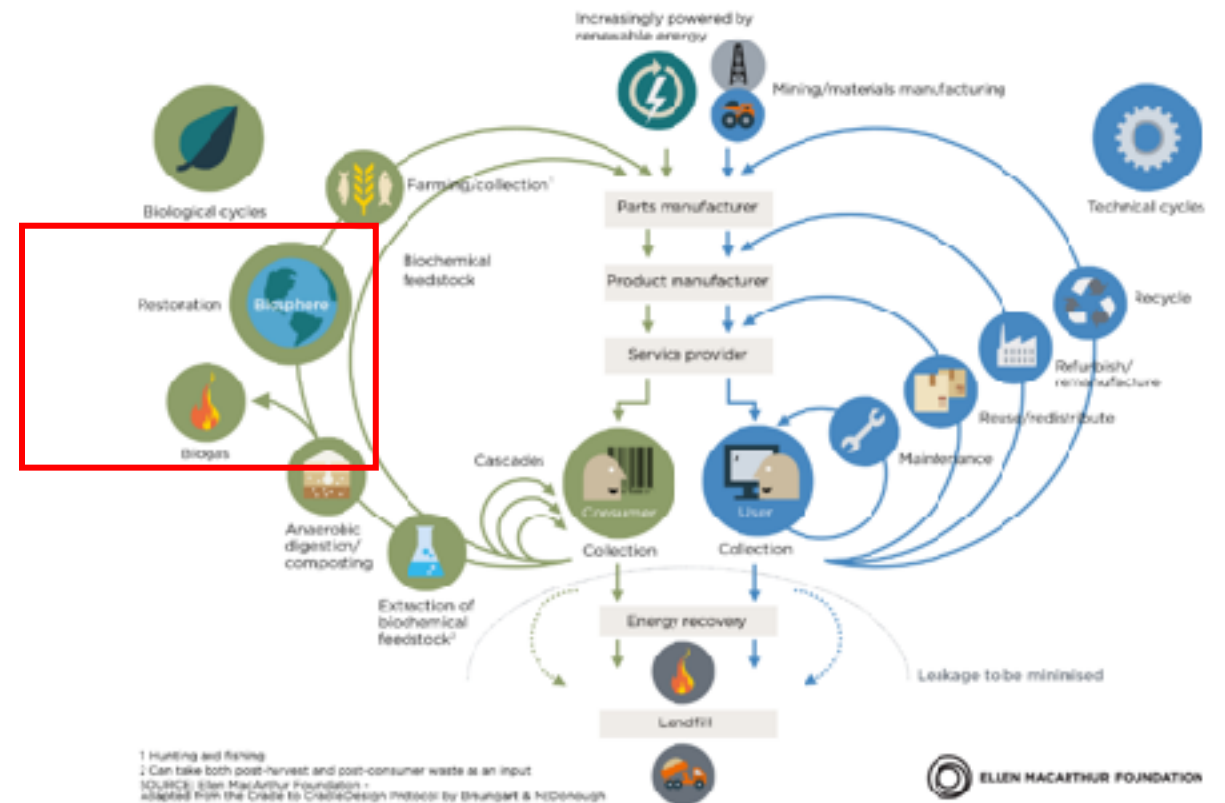 Increasingly powered by
renewable energy
Mining/materials manufacturing
Farming/collection¹
Biological cycles
Technical cycles
Parts manufacturer
Biochemical
feedstock
Restoration
Biosphere
Product manufacturer
Recycle
Service provider
Refurbish/
remanufacture
Reuse/redistribute
Biogas
Cascades
Maintenance
Consumer
User
Anaerobic
digestion/
composting
Collection
Collection
Extraction of
biochemical
feedstock²
Energy recovery
Leakage to be minimised
Landfill
1 Hunting and fishing
2 Can take both post-harvest and post-consumer waste as an input
SOURCE: Ellen MacArthur Foundation -
Adapted from the Cradle to Cradle Design Protocol by Braungart & McDonough
ELLEN MACARTHUR FOUNDATION